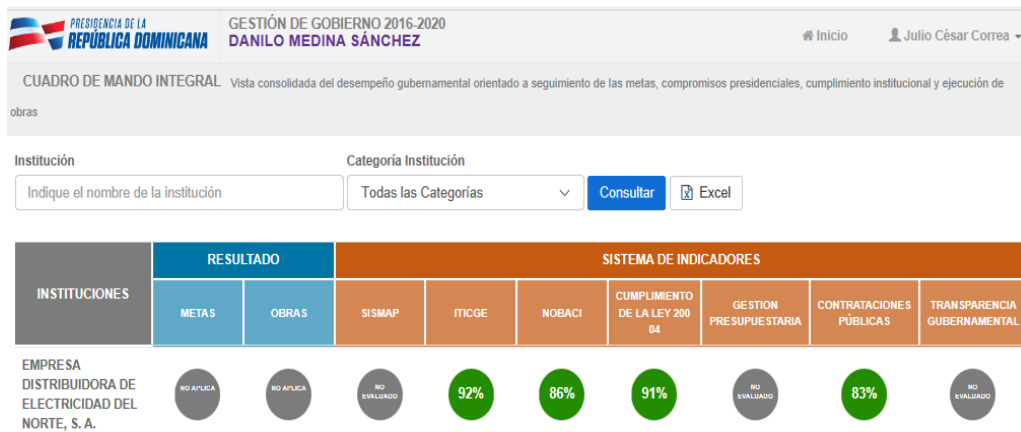 PRESIDENCIA DE LA
REPÚBLICA DOMINICANA
GESTIÓN DE GOBIERNO 2016-2020
DANILO MEDINA SÁNCHEZ
Inicio
Julio César Correa
CUADRO DE MANDO INTEGRAL Vista consolidada del desempeño gubernamental orientado a seguimiento de las metas, compromisos presidenciales, cumplimiento institucional y ejecución de
obras
Institución
Categoría Institución
Indique el nombre de la institución
Todas las Categorías
Consultar
Excel
INSTITUCIONES
RESULTADO
SISTEMA DE INDICADORES
METAS
OBRAS
SISMAP
ITICGE
NOBACI
CUMPLIMIENTO
DE LA LEY 200
04
GESTION
PRESUPUESTARIA
CONTRATACIONES
PÚBLICAS
TRANSPARENCIA
GUBERNAMENTAL
EMPRESA
DISTRIBUIDORA DE
ELECTRICIDAD DEL
NORTE, S. A.
NO APLICA
NO APLICA
NO
EVALUADO
92%
86%
91%
NO
EVALUADO
83%
NO
EVALUADO